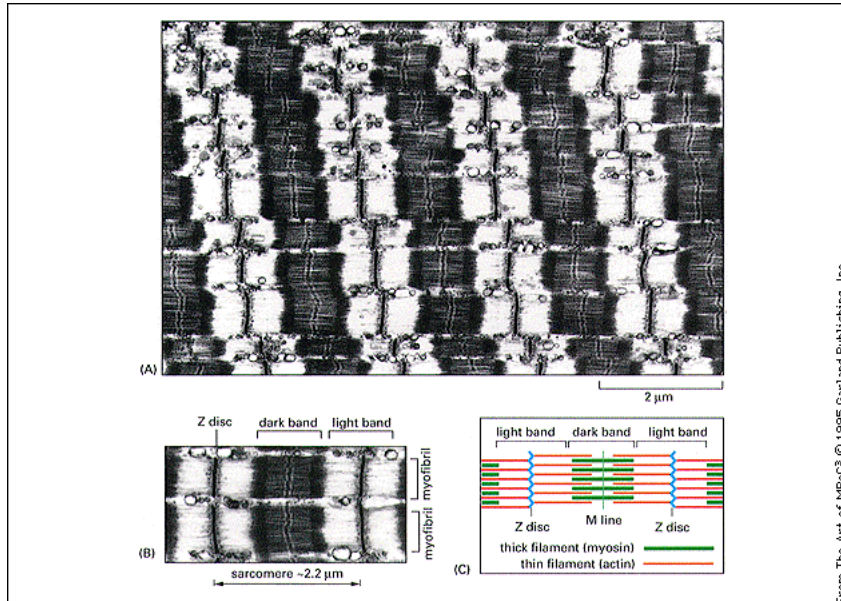 (A)
2 µm
Z disc
dark band
light band
myofibril
myofibril
(B)
sarcomere ~2.2 µm
light band
dark band
light band
Z disc
M line
Z disc
thick filament (myosin)
thin filament (actin)
(C)
From The Art of MBoC³ © 1995 Garland Publishing, Inc.